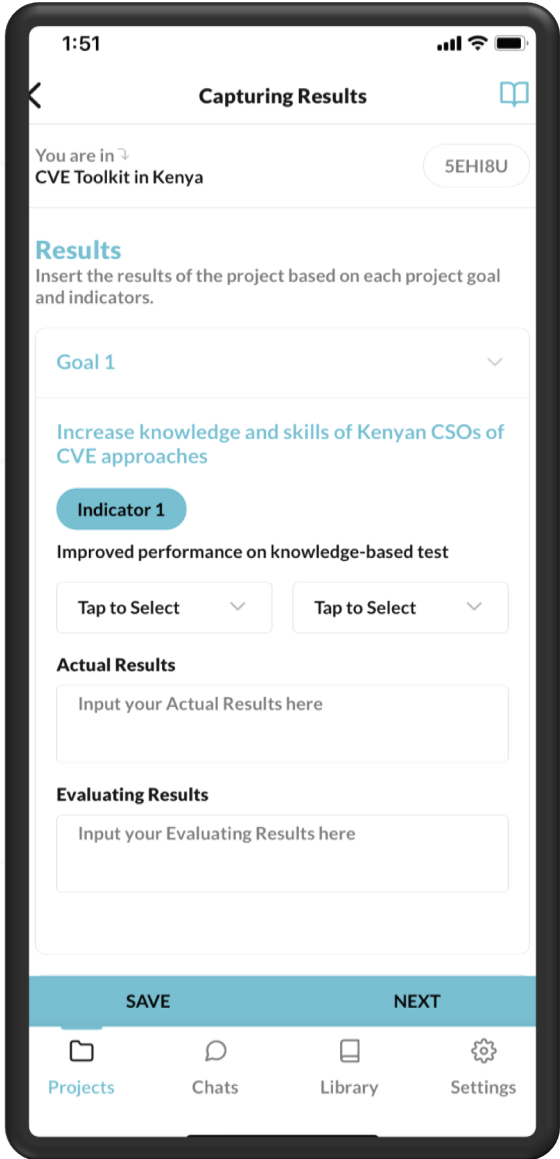 1:51
Capturing Results
You are in
5EHI8U
CVE Toolkit in Kenya
Results
Insert the results of the project based on each project goal
and indicators.
Goal 1
Increase knowledge and skills of Kenyan CSOs of
CVE approaches
Indicator 1
Improved performance on knowledge-based test
Tap to Select
Tap to Select
Actual Results
Input your Actual Results here
Evaluating Results
Input your Evaluating Results here
SAVE
NEXT
Projects
Chats
Library
Settings